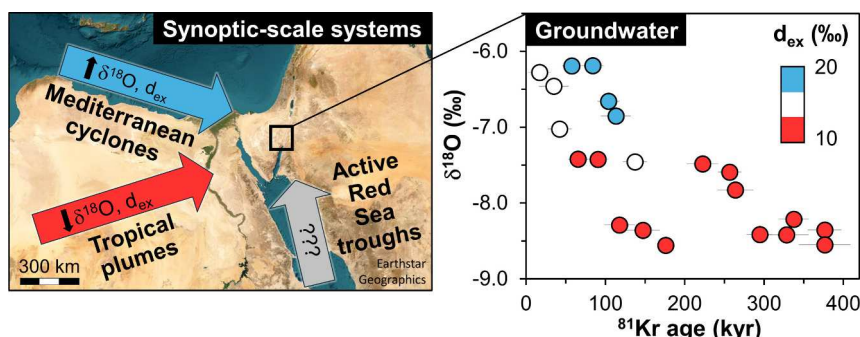 Synoptic-scale systems
δ¹⁸O, dex
Mediterranean
cyclones
δ¹⁸O, dex
Tropical
plumes
Active
Red
Sea
troughs
???
300 km
Earthstar
Geographics
Groundwater
dex (‰)
20
10
δ¹⁸O (‰)
-6.0
-7.0
-8.0
-9.0
0
100
200
300
400
⁸¹Kr age (kyr)